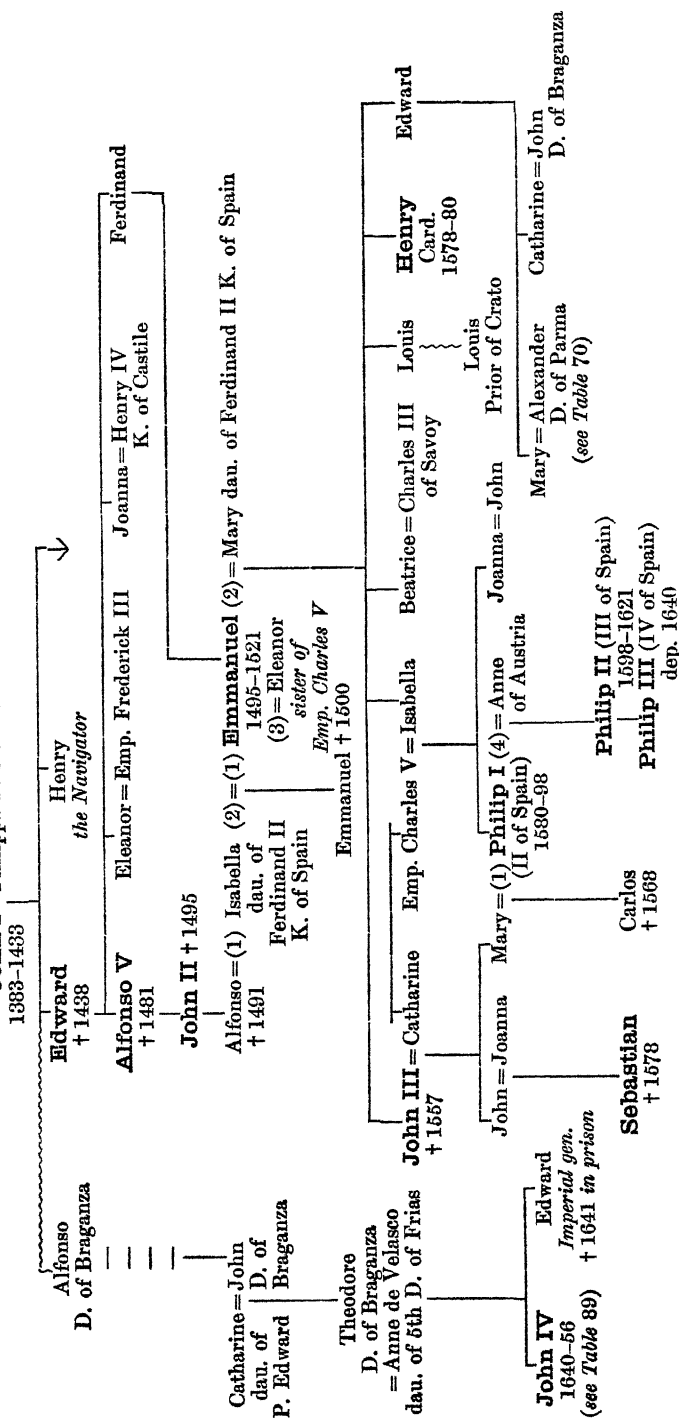 1383–1433
Alfonso
D. of Braganza
Edward
†1438
Henry
the Navigator
Alfonso V
†1481
Eleanor=Emp. Frederick III
Joanna=Henry IV
K. of Castile
Ferdinand
John II †1495
Alfonso=(1) Isabella (2)=(1) Emmanuel (2)=Mary dau. of Ferdinand II K. of Spain
†1491
dau. of
Ferdinand II
K. of Spain
1495–1521
(3)=Eleanor
sister of
Emp. Charles V
Emmanuel †1500
Catharine=John
dau. of D. of
P. Edward Braganza
Theodore
D. of Braganza
=Anne de Velasco
dau. of 5th D. of Frias
John IV
1640–56
(see Table 89)
Edward
Imperial gen.
†1641 in prison
John III=Catharine
†1557
Emp. Charles V=Isabella
Beatrice=Charles III
of Savoy
Louis
Louis
Prior of Crato
Henry
Card.
1578–80
Edward
John=Joanna
Mary=(1) Philip I (4)=Anne
(II of Spain) of Austria
1580–98
Joanna=John
Mary=Alexander
D. of Parma
(see Table 70)
Catharine=John
D. of Braganza
Sebastian
†1578
Carlos
†1568
Philip II (III of Spain)
1598–1621
Philip III (IV of Spain)
dep. 1640